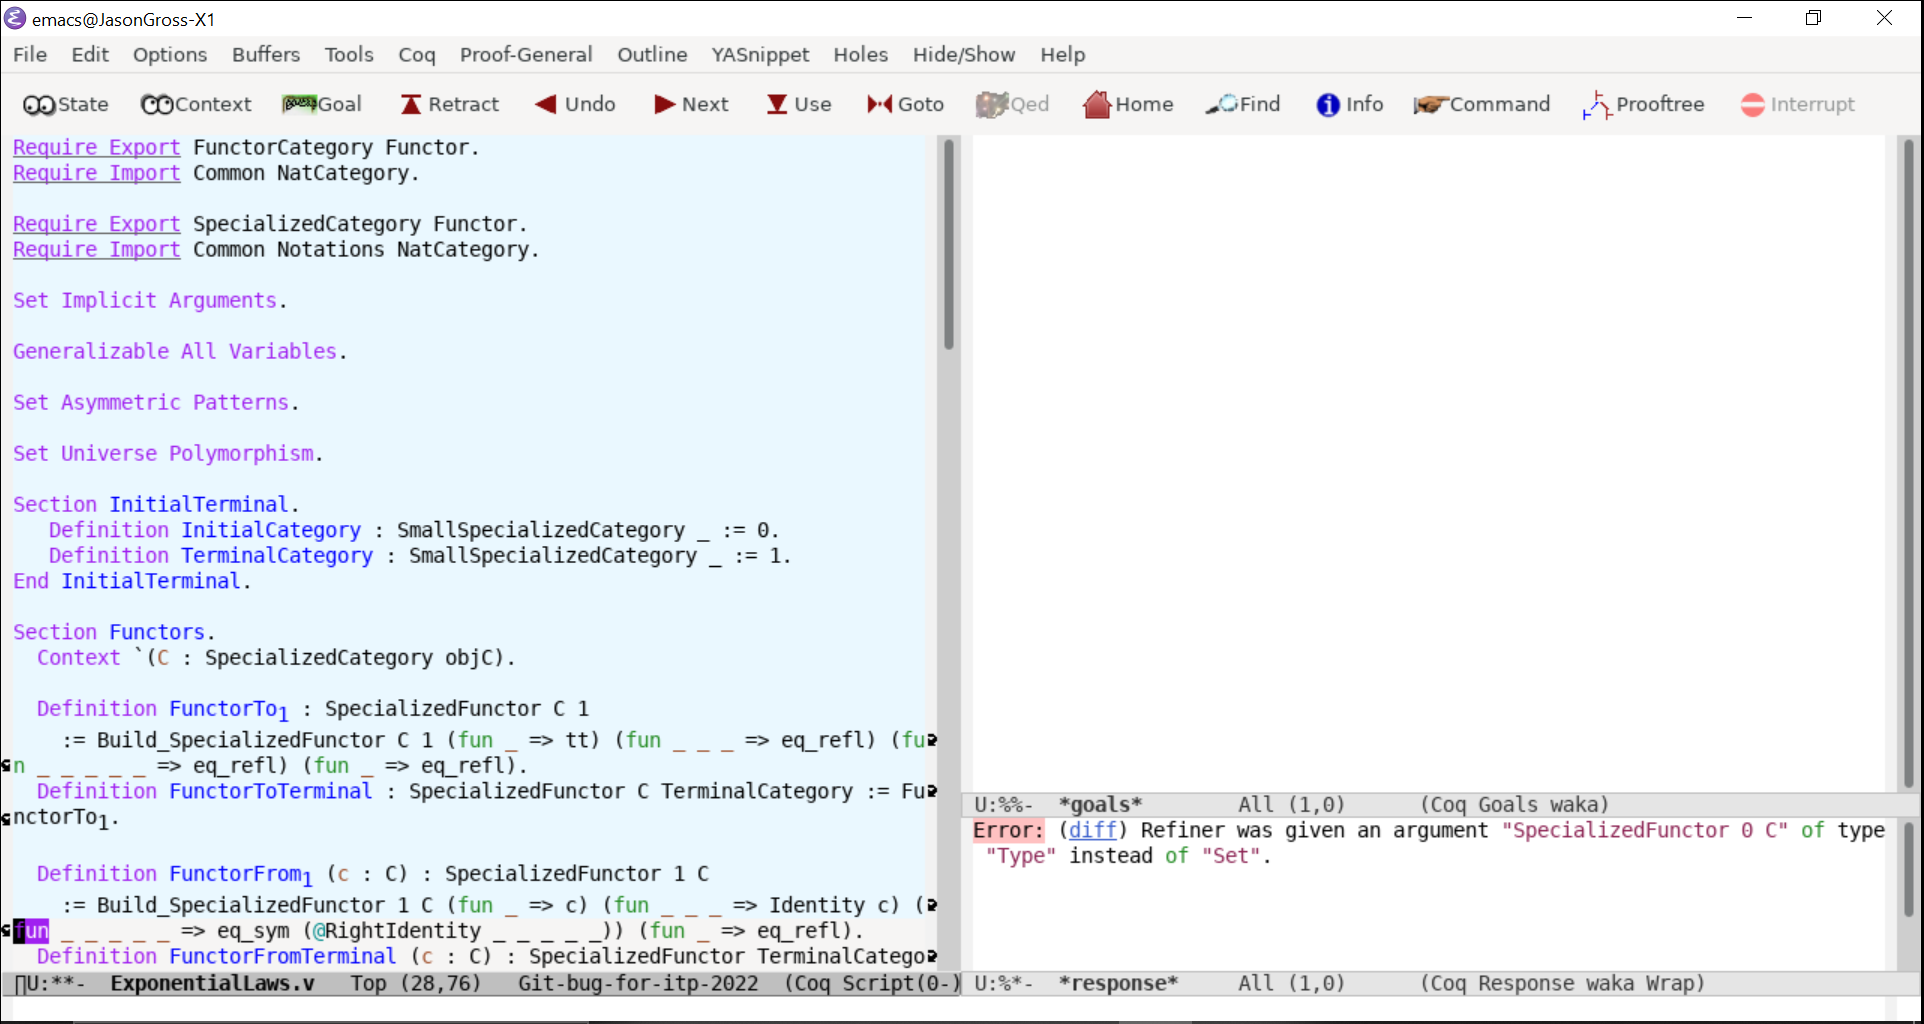 emacs@JasonGross-X1
File Edit Options Buffers Tools Coq Proof-General Outline YASnippet Holes Hide/Show Help
State Context Goal Retract Undo Next Use Goto Qed Home Find Info Command Prooftree Interrupt
Require Export FunctorCategory Functor.
Require Import Common NatCategory.
Require Export SpecializedCategory Functor.
Require Import Common Notations NatCategory.
Set Implicit Arguments.
Generalizable All Variables.
Set Asymmetric Patterns.
Set Universe Polymorphism.
Section InitialTerminal.
Definition InitialCategory : SmallSpecializedCategory _ := 0.
Definition TerminalCategory : SmallSpecializedCategory _ := 1.
End InitialTerminal.
Section Functors.
Context `(C : SpecializedCategory objC).
Definition FunctorTo₁ : SpecializedFunctor C 1
:= Build_SpecializedFunctor C 1 (fun _ => tt) (fun _ _ _ => eq_refl) (fu
n _ _ _ _ _ => eq_refl) (fun _ => eq_refl).
Definition FunctorToTerminal : SpecializedFunctor C TerminalCategory := Fu
nctorTo₁.
Definition FunctorFrom₁ (c : C) : SpecializedFunctor 1 C
:= Build_SpecializedFunctor 1 C (fun _ => c) (fun _ _ _ => Identity c) (
fun _ _ _ _ _ => eq_sym (@RightIdentity _ _ _ _ _)) (fun _ => eq_refl).
Definition FunctorFromTerminal (c : C) : SpecializedFunctor TerminalCatego
U:**- ExponentialLaws.v Top (28,76) Git-bug-for-itp-2022 (Coq Script(0-)
U:%%- *goals* All (1,0) (Coq Goals waka)
Error: (diff) Refiner was given an argument "SpecializedFunctor 0 C" of type
"Type" instead of "Set".
U:%*- *response* All (1,0) (Coq Response waka Wrap)